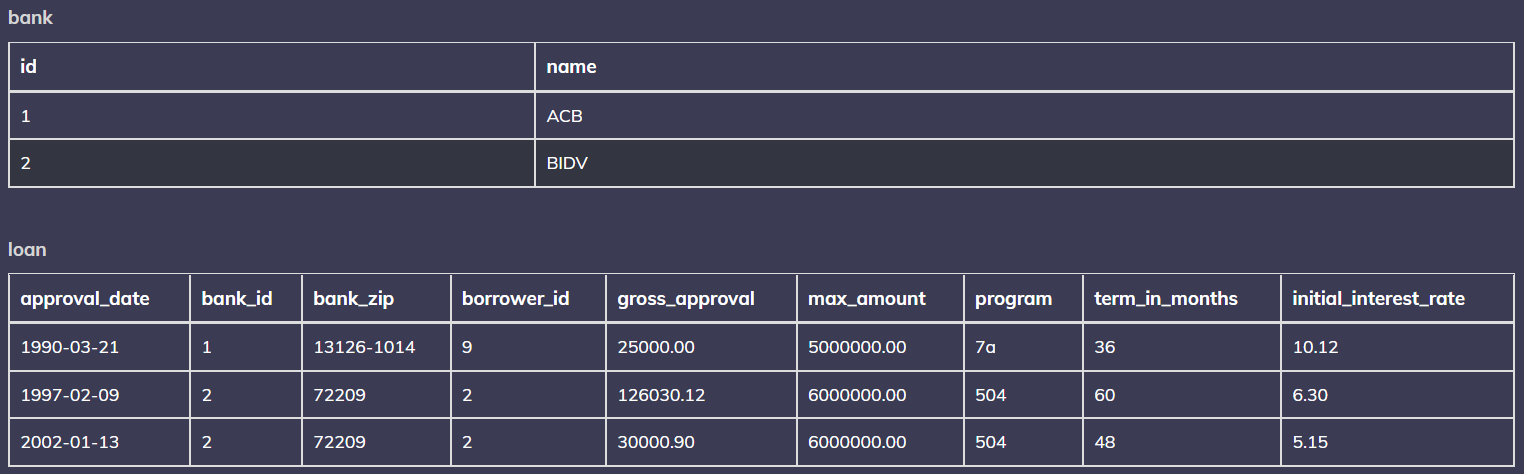 bank
id name
1 ACB
2 BIDV
loan
approval_date bank_id bank_zip borrower_id gross_approval max_amount program term_in_months initial_interest_rate
1990-03-21 1 13126-1014 9 25000.00 5000000.00 7a 36 10.12
1997-02-09 2 72209 2 126030.12 6000000.00 504 60 6.30
2002-01-13 2 72209 2 30000.90 6000000.00 504 48 5.15